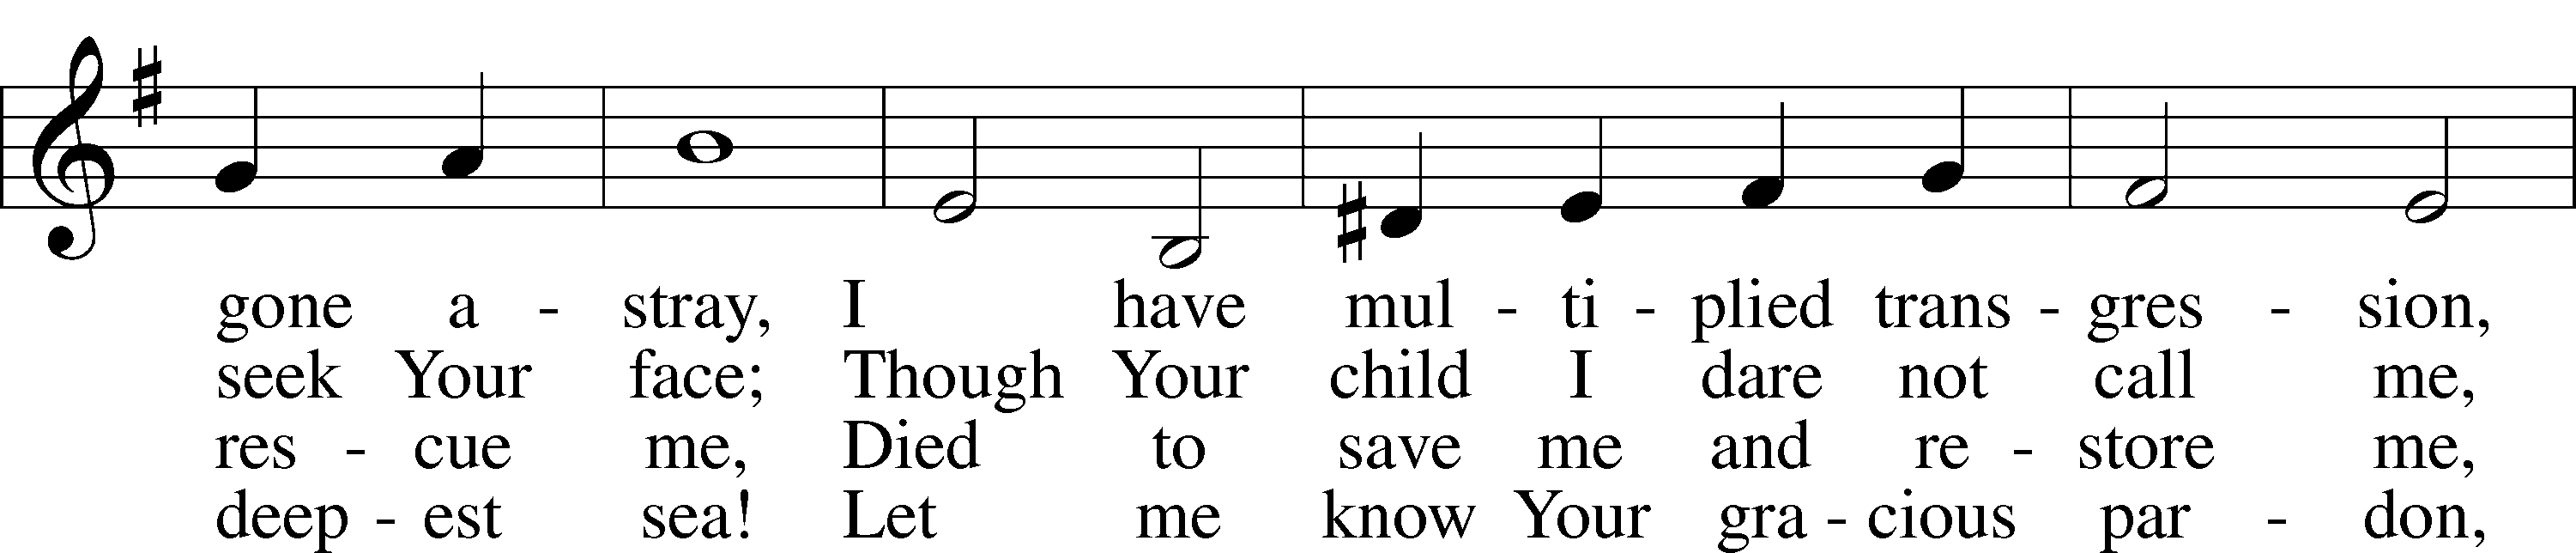 gone a - stray, I have mul - ti - plied trans - gres - sion,
seek Your face; Though Your child I dare not call me,
res - cue me, Died to save me and re - store me,
deep - est sea! Let me know Your gra - cious par - don,